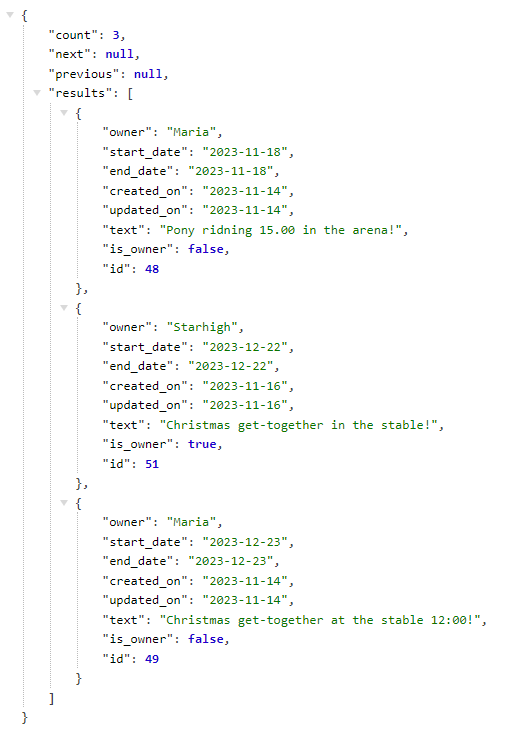 {
"count": 3,
"next": null,
"previous": null,
"results": [
{
"owner": "Maria",
"start_date": "2023-11-18",
"end_date": "2023-11-18",
"created_on": "2023-11-14",
"updated_on": "2023-11-14",
"text": "Pony ridning 15.00 in the arena!",
"is_owner": false,
"id": 48
},
{
"owner": "Starhigh",
"start_date": "2023-12-22",
"end_date": "2023-12-22",
"created_on": "2023-11-16",
"updated_on": "2023-11-16",
"text": "Christmas get-together in the stable!",
"is_owner": true,
"id": 51
},
{
"owner": "Maria",
"start_date": "2023-12-23",
"end_date": "2023-12-23",
"created_on": "2023-11-14",
"updated_on": "2023-11-14",
"text": "Christmas get-together at the stable 12:00!",
"is_owner": false,
"id": 49
}
]
}